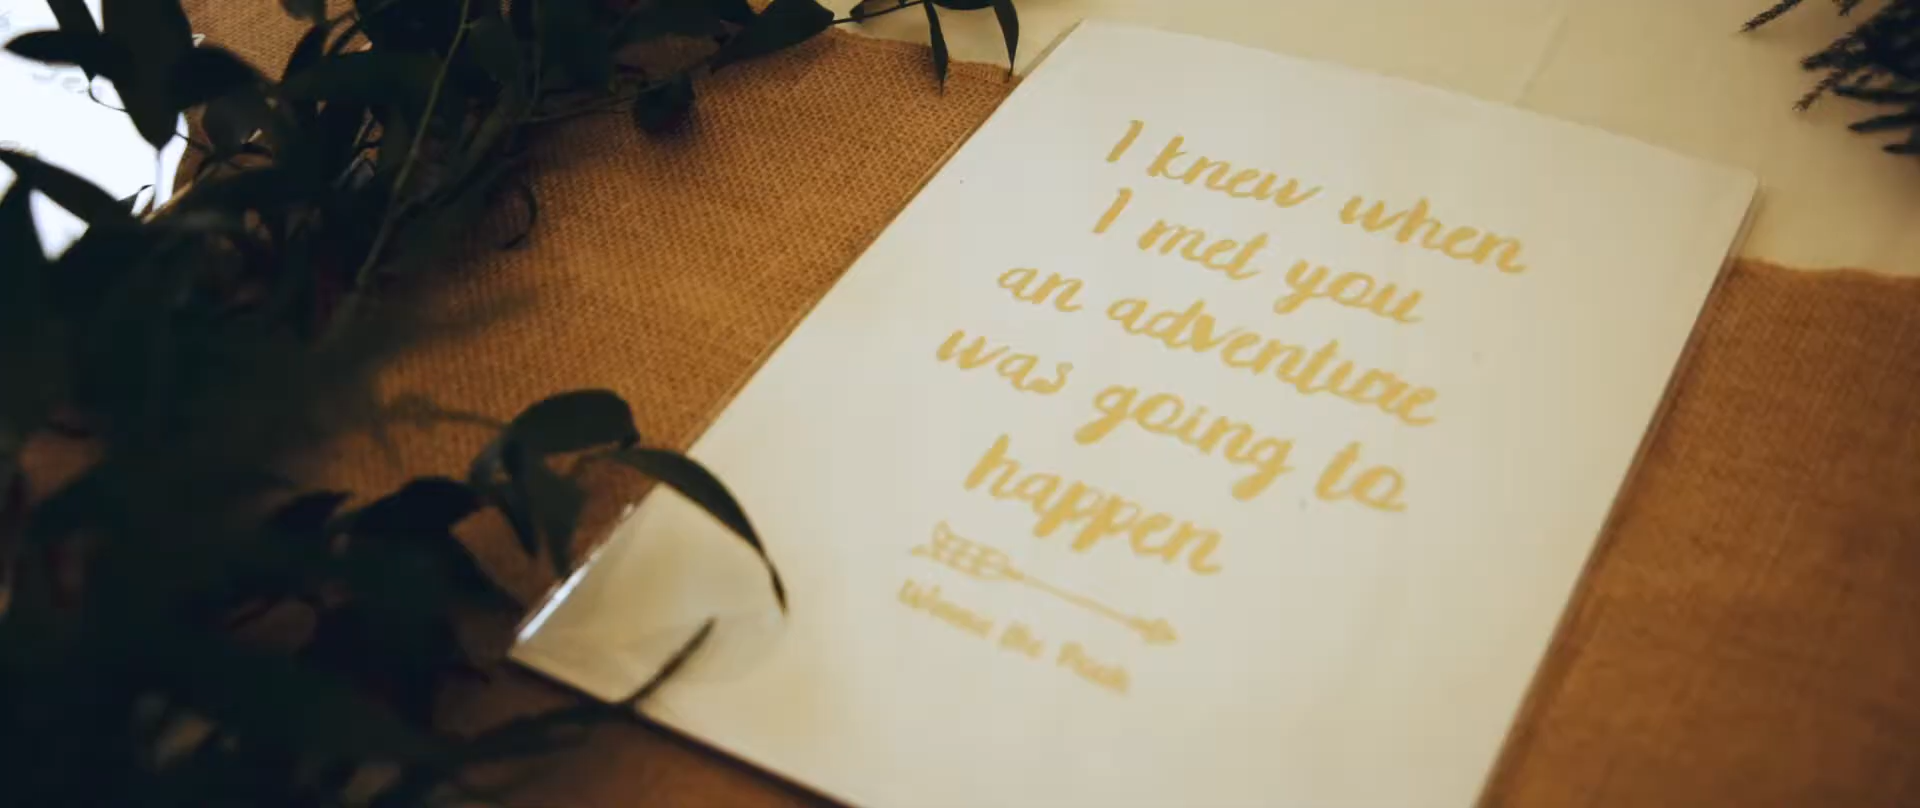 I knew when
I met you
an adventure
was going to
happen
Winnie the Pooh